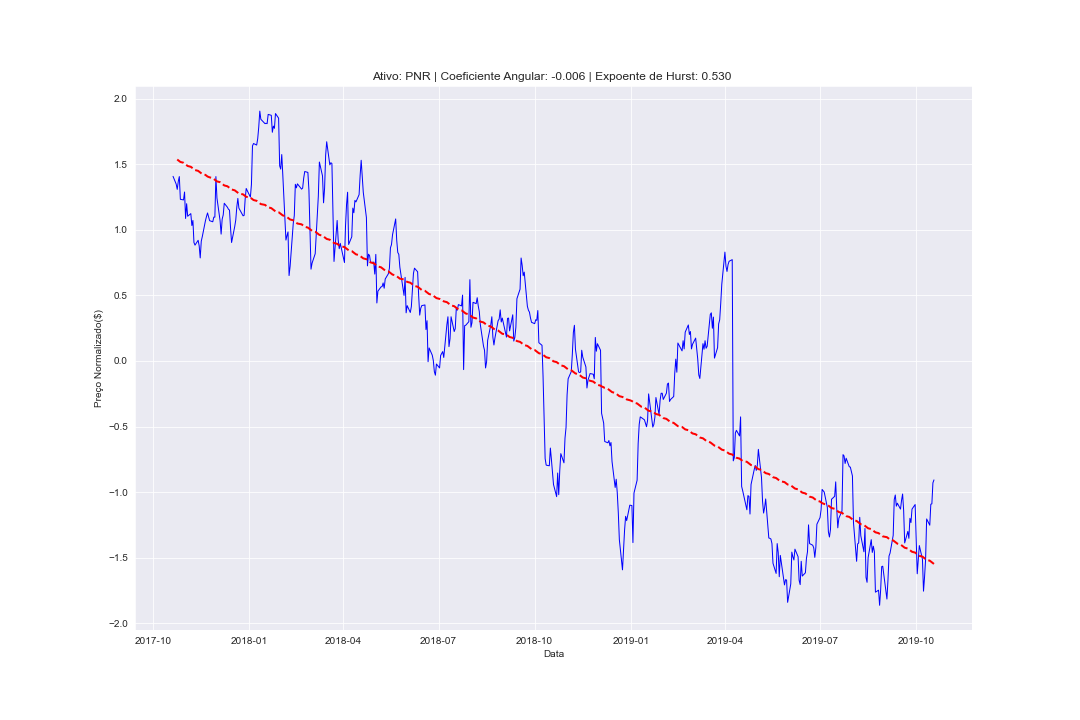 Ativo: PNR | Coeficiente Angular: -0.006 | Expoente de Hurst: 0.530
Preço Normalizado($)
2.0
1.5
1.0
0.5
0.0
−0.5
−1.0
−1.5
−2.0
2017-10 2018-01 2018-04 2018-07 2018-10 2019-01 2019-04 2019-07 2019-10
Data